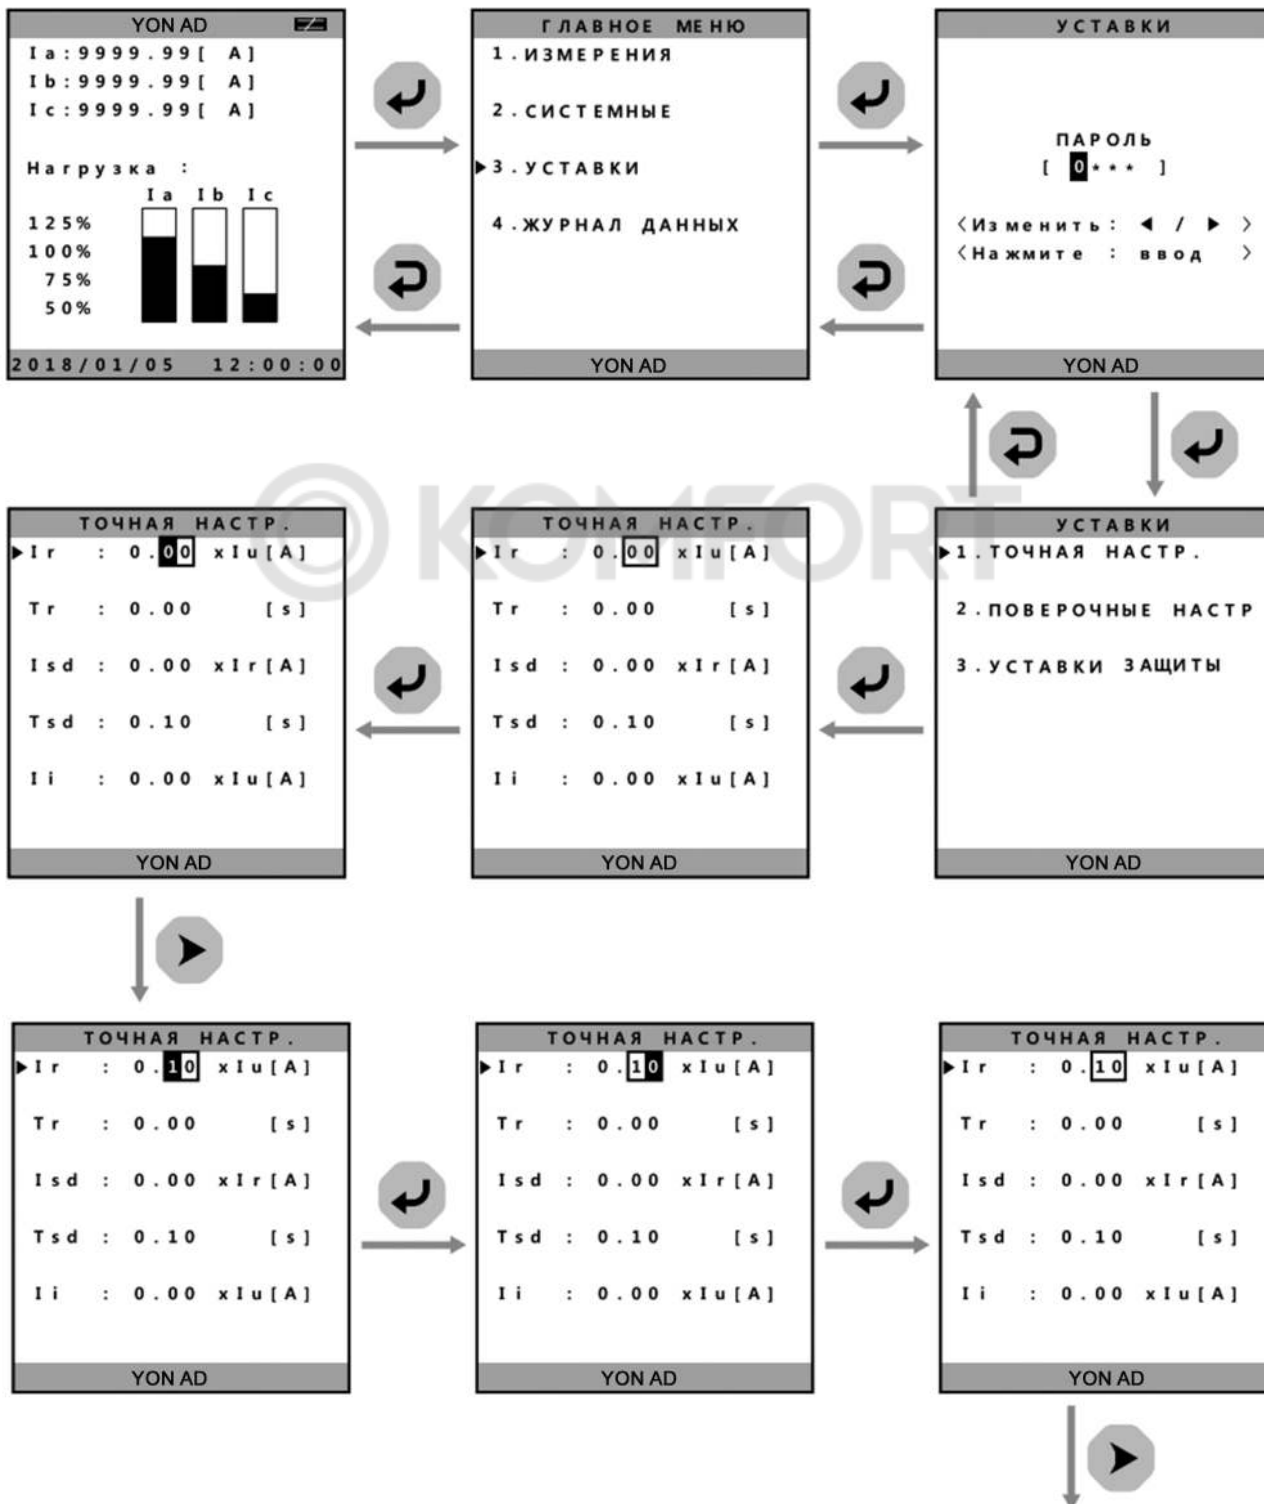 YON AD
Ia:9999.99[ A]
Ib:9999.99[ A]
Ic:9999.99[ A]
Нагрузка :
Ia Ib Ic
125%
100%
75%
50%
2018/01/05 12:00:00
ГЛАВНОЕ МЕНЮ
1.ИЗМЕРЕНИЯ
2.СИСТЕМНЫЕ
▶3.УСТАВКИ
4.ЖУРНАЛ ДАННЫХ
YON AD
УСТАВКИ
ПАРОЛЬ
[ 0*** ]
<Изменить: ◀ / ▶ >
<Нажмите : ввод >
YON AD
KOMFORT
ТОЧНАЯ НАСТР.
▶Ir : 0.00 xIu[A]
Tr : 0.00 [s]
Isd : 0.00 xIr[A]
Tsd : 0.10 [s]
Ii : 0.00 xIu[A]
YON AD
ТОЧНАЯ НАСТР.
▶Ir : 0.00 xIu[A]
Tr : 0.00 [s]
Isd : 0.00 xIr[A]
Tsd : 0.10 [s]
Ii : 0.00 xIu[A]
YON AD
УСТАВКИ
▶1.ТОЧНАЯ НАСТР.
2.ПОВЕРОЧНЫЕ НАСТР
3.УСТАВКИ ЗАЩИТЫ
YON AD
ТОЧНАЯ НАСТР.
▶Ir : 0.10 xIu[A]
Tr : 0.00 [s]
Isd : 0.00 xIr[A]
Tsd : 0.10 [s]
Ii : 0.00 xIu[A]
YON AD
ТОЧНАЯ НАСТР.
▶Ir : 0.10 xIu[A]
Tr : 0.00 [s]
Isd : 0.00 xIr[A]
Tsd : 0.10 [s]
Ii : 0.00 xIu[A]
YON AD
ТОЧНАЯ НАСТР.
▶Ir : 0.10 xIu[A]
Tr : 0.00 [s]
Isd : 0.00 xIr[A]
Tsd : 0.10 [s]
Ii : 0.00 xIu[A]
YON AD